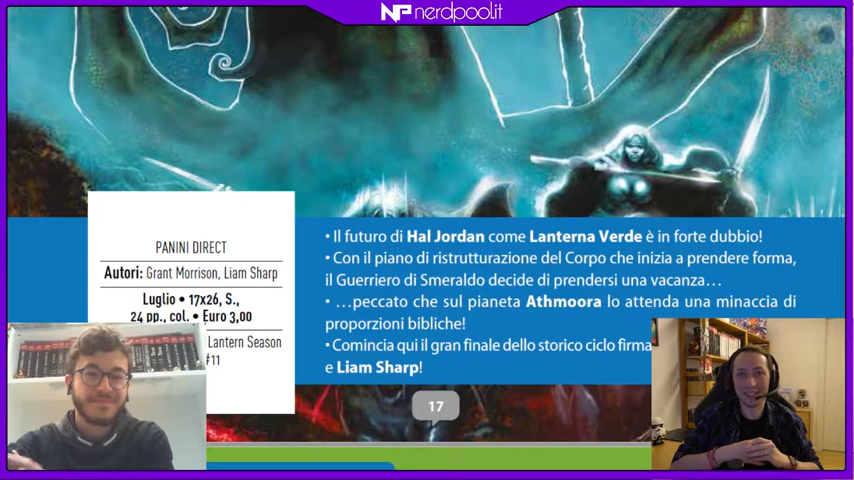 NP nerdpool.it
PANINI DIRECT
Autori: Grant Morrison, Liam Sharp
Luglio • 17x26, S.,
24 pp., col. • Euro 3,00
Lantern Season
#11
• Il futuro di Hal Jordan come Lanterna Verde è in forte dubbio!
• Con il piano di ristrutturazione del Corpo che inizia a prendere forma,
il Guerriero di Smeraldo decide di prendersi una vacanza…
• …peccato che sul pianeta Athmoora lo attenda una minaccia di
proporzioni bibliche!
• Comincia qui il gran finale dello storico ciclo firma
e Liam Sharp!
17